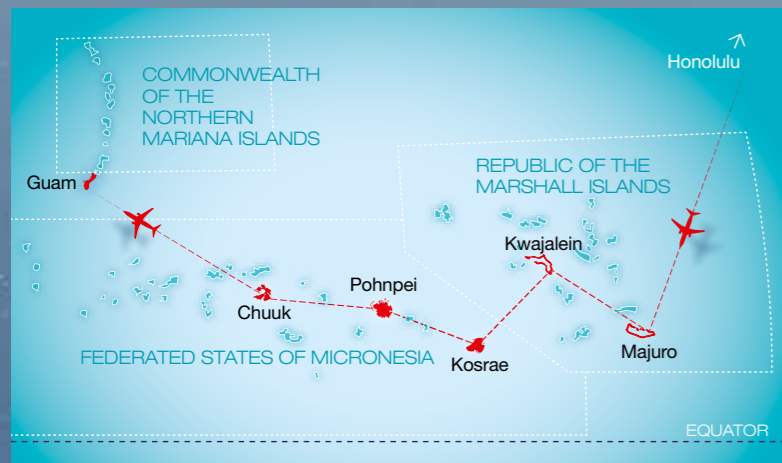 Honolulu
COMMONWEALTH
OF THE
NORTHERN
MARIANA ISLANDS
REPUBLIC OF THE
MARSHALL ISLANDS
Guam
Kwajalein
Pohnpei
Chuuk
FEDERATED STATES OF MICRONESIA
Kosrae
Majuro
EQUATOR